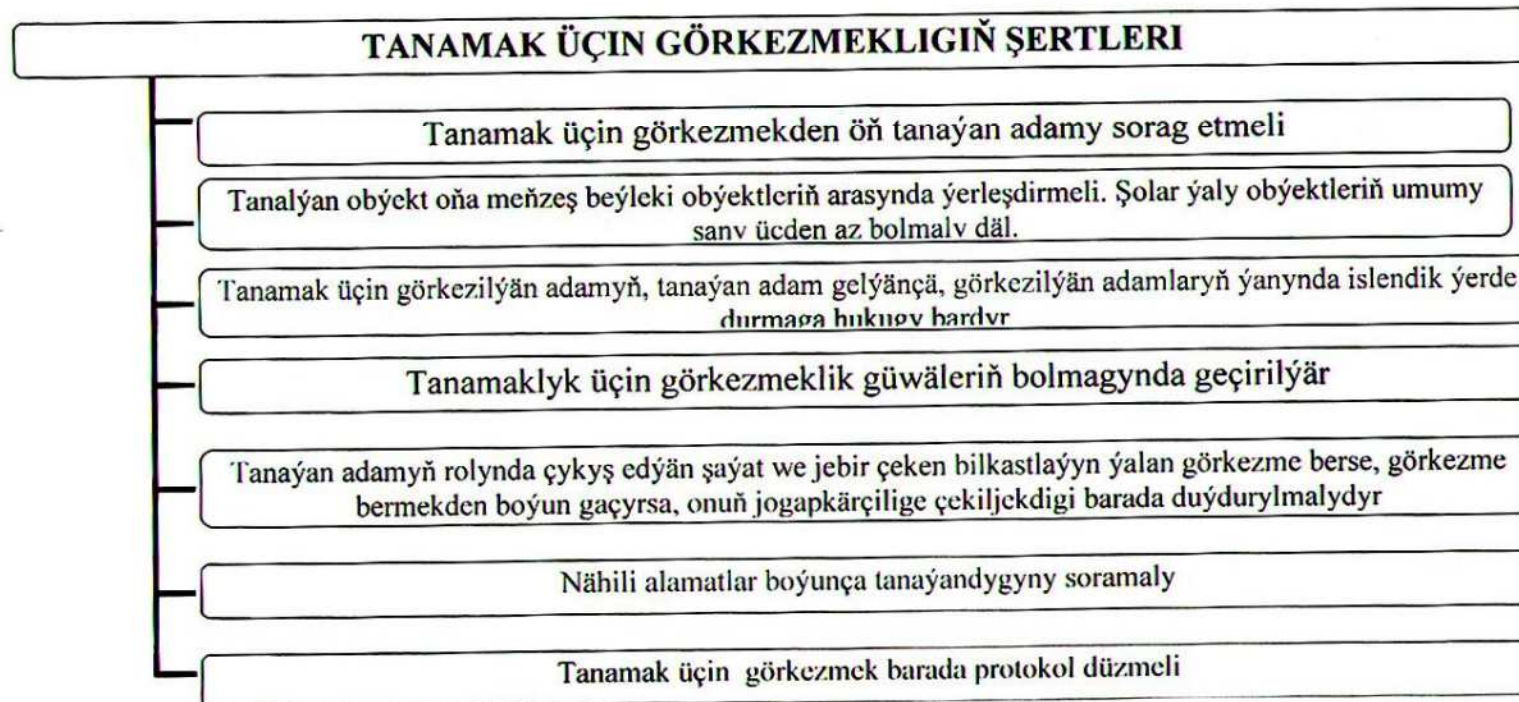 TANAMAK ÜÇIN GÖRKEZMEKLIGIŇ ŞERTLERI
Tanamak üçin görkezmekden öň tanaýan adamy sorag etmeli
Tanalýan obýekt oňa meňzeş beýleki obýektleriň arasynda ýerleşdirmeli. Şolar ýaly obýektleriň umumy
sany üçden az bolmaly däl.
Tanamak üçin görkezilýän adamyň, tanaýan adam gelýänçä, görkezilýän adamlaryň ýanynda islendik ýerde
durmaga hukugy bardyr
Tanamaklyk üçin görkezmeklik güwäleriň bolmagynda geçirilýär
Tanaýan adamyň rolynda çykyş edýän şaýat we jebir çeken bilkastlaýyn ýalan görkezme berse, görkezme
bermekden boýun gaçyrsa, onuň jogapkärçilige çekiljekdigi barada duýdurylmalydyr
Nähili alamatlar boýunça tanaýandygyny soramaly
Tanamak üçin görkezmek barada protokol düzmeli